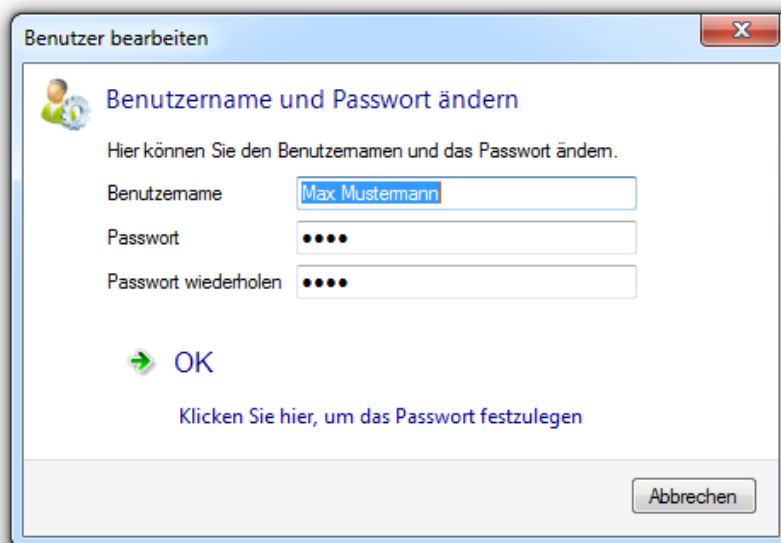 Benutzer bearbeiten
Benutzername und Passwort ändern
Hier können Sie den Benutzernamen und das Passwort ändern.
Benutzername Max Mustermann
Passwort ••••
Passwort wiederholen ••••
OK
Klicken Sie hier, um das Passwort festzulegen
Abbrechen